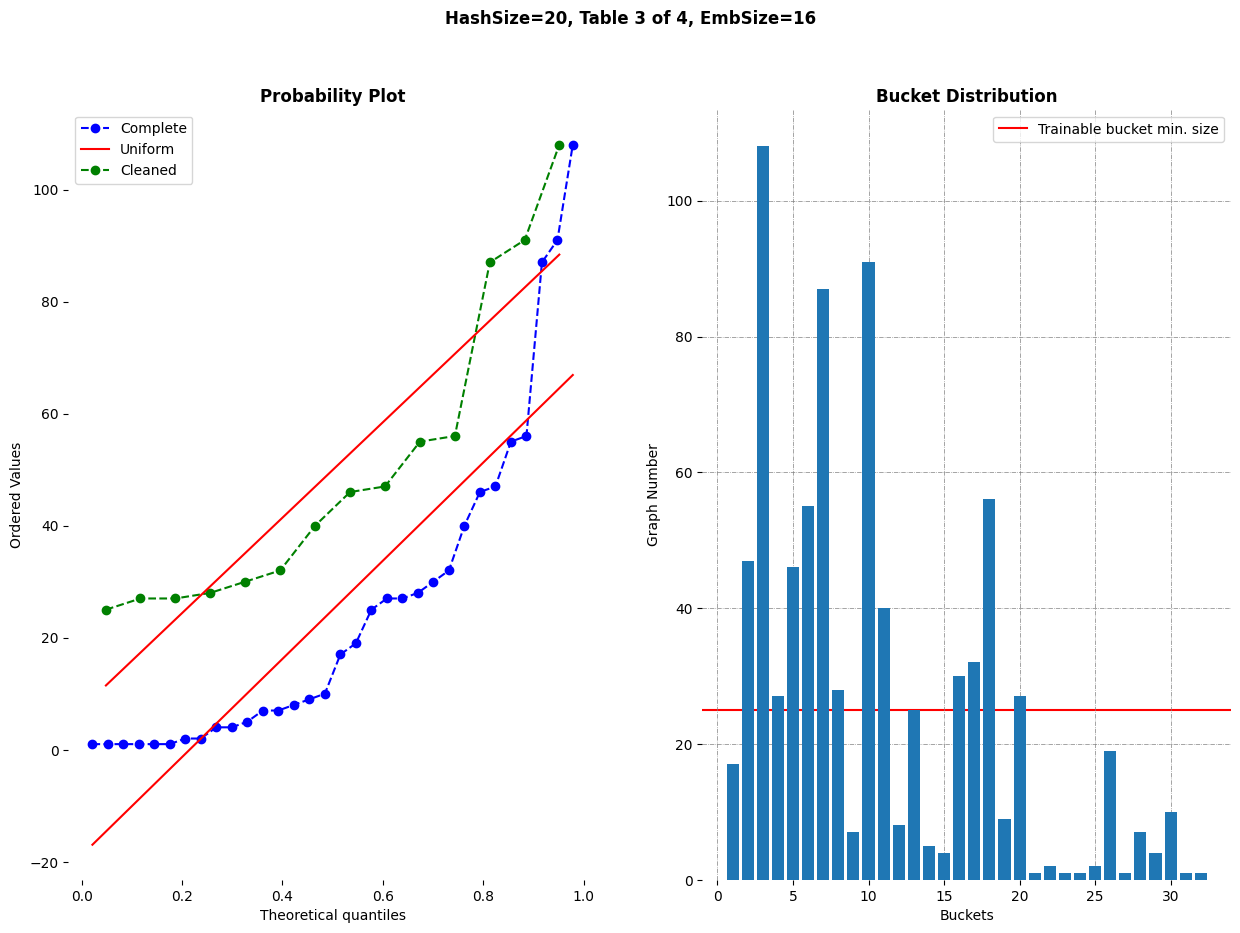 HashSize=20, Table 3 of 4, EmbSize=16
Probability Plot
Complete
Uniform
Cleaned
Ordered Values
100
80
60
40
20
0
−20
0.0 0.2 0.4 0.6 0.8 1.0
Theoretical quantiles
Bucket Distribution
Trainable bucket min. size
Graph Number
100
80
60
40
20
0
0 5 10 15 20 25 30
Buckets